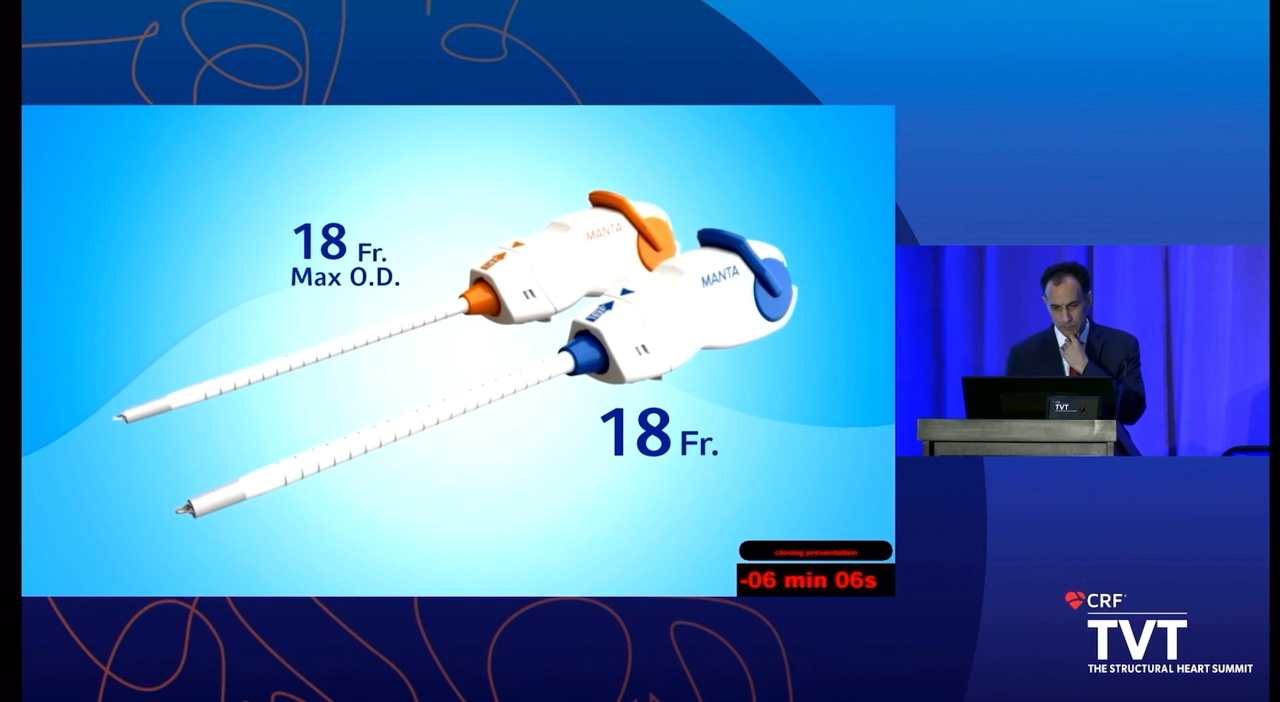 18 Fr.
Max O.D.
MANTA
MANTA
18 Fr.
closing presentation
-06 min 06s
TVT
CRF
TVT
THE STRUCTURAL HEART SUMMIT